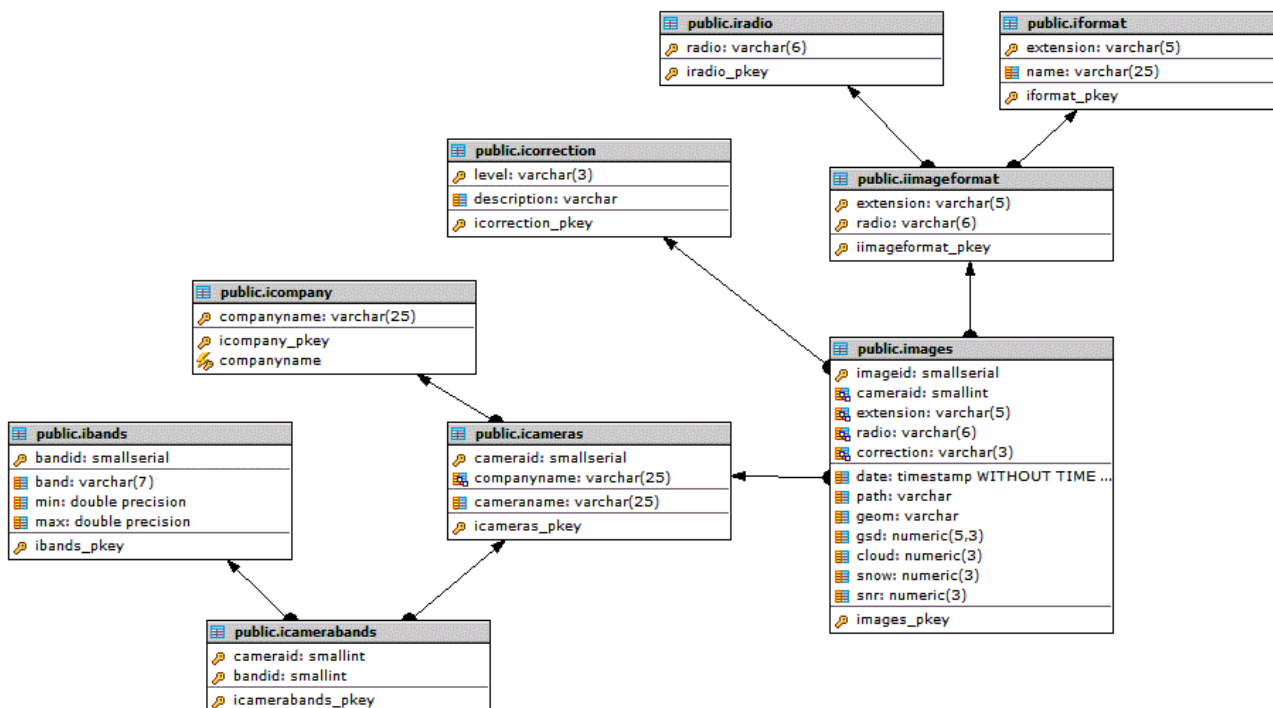 public.iradio
radio: varchar(6)
iradio_pkey
public.iformat
extension: varchar(5)
name: varchar(25)
iformat_pkey
public.icorrection
level: varchar(3)
description: varchar
icorrection_pkey
public.iimageformat
extension: varchar(5)
radio: varchar(6)
iimageformat_pkey
public.icompany
companyname: varchar(25)
icompany_pkey
companyname
public.images
imageid: smallserial
cameraid: smallint
extension: varchar(5)
radio: varchar(6)
correction: varchar(3)
date: timestamp WITHOUT TIME ...
path: varchar
geom: varchar
gsd: numeric(5,3)
cloud: numeric(3)
snow: numeric(3)
snr: numeric(3)
images_pkey
public.ibands
bandid: smallserial
band: varchar(7)
min: double precision
max: double precision
ibands_pkey
public.icameras
cameraid: smallserial
companyname: varchar(25)
cameraname: varchar(25)
icameras_pkey
public.icamerabands
cameraid: smallint
bandid: smallint
icamerabands_pkey